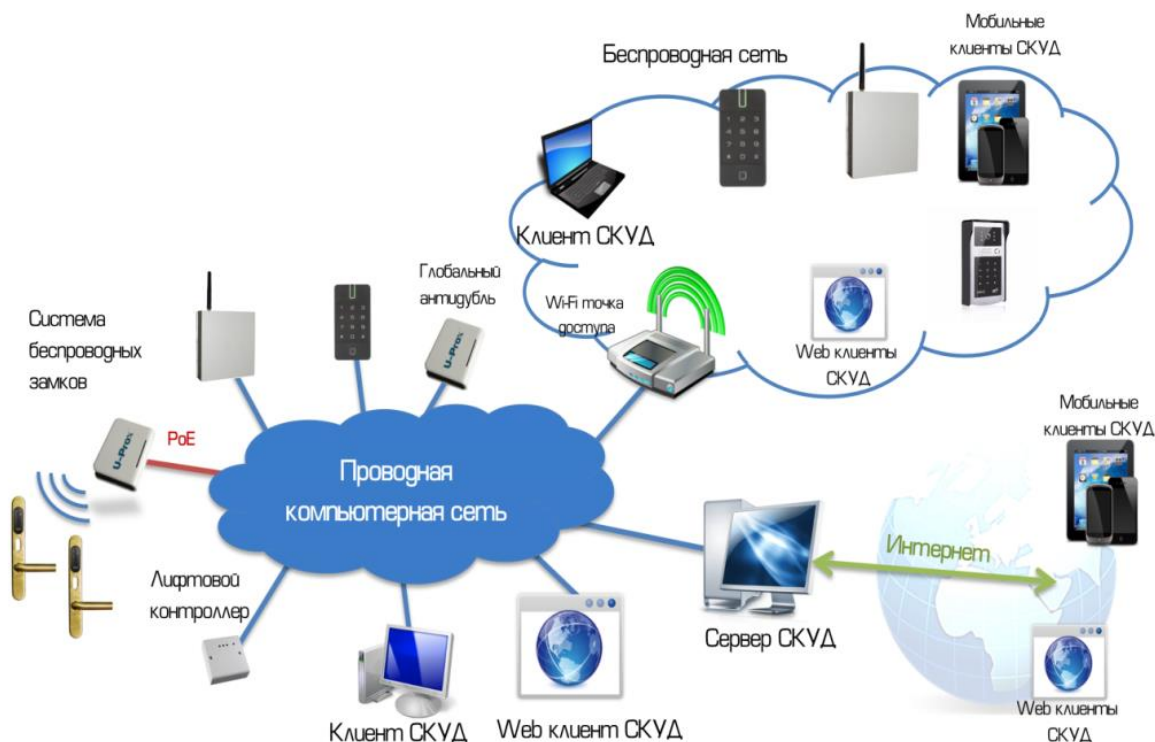 Мобильные
клиенты СКУД
Беспроводная сеть
Клиент СКУД
Глобальный
антидубль
Wi-Fi точка
доступа
Web клиенты
СКУД
Система
беспроводных
замков
U-Prox
U-Prox
PoE
Проводная
компьютерная сеть
Мобильные
клиенты СКУД
Интернет
Лифтовой
контроллер
Сервер СКУД
Клиент СКУД
Web клиент СКУД
Web клиенты
СКУД